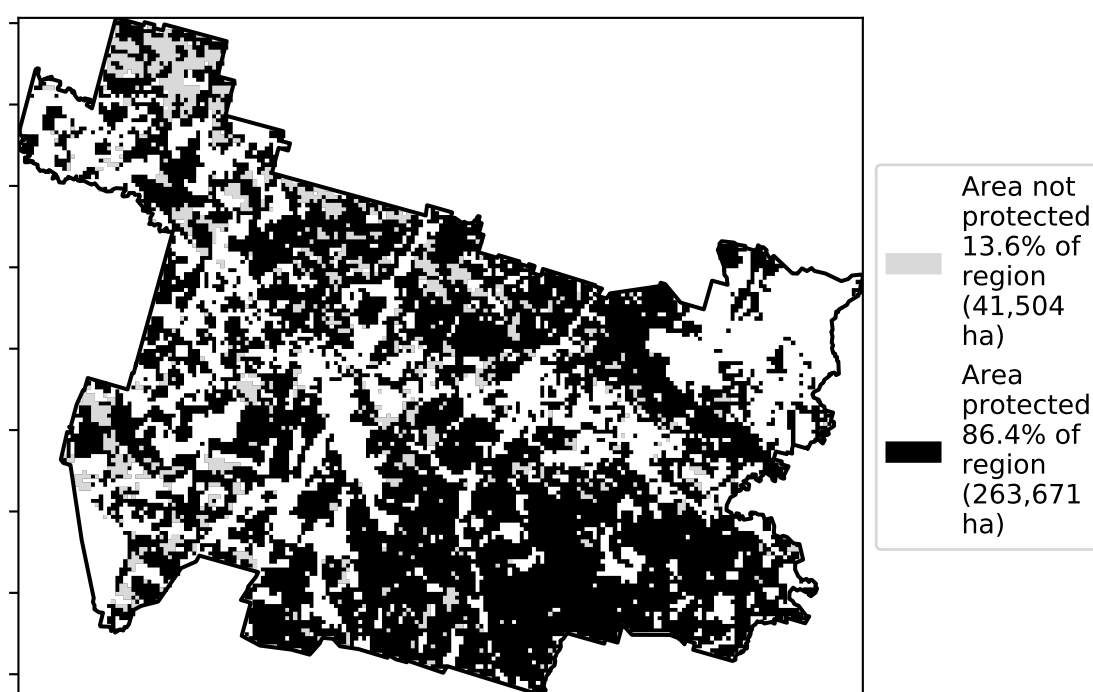 Area not
protected
13.6% of
region
(41,504
ha)
Area
protected
86.4% of
region
(263,671
ha)